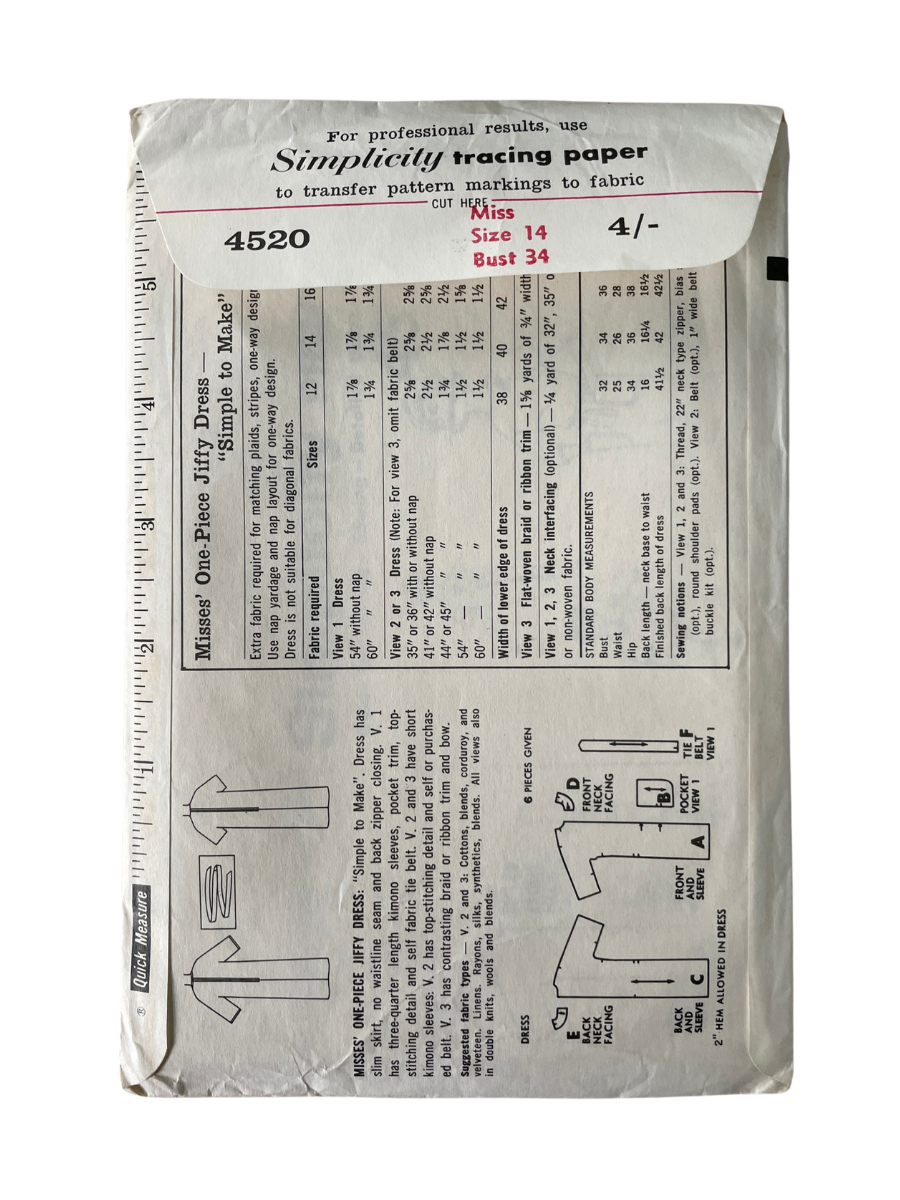 For professional results, use
Simplicity tracing paper
to transfer pattern markings to fabric
CUT HERE
4520
Miss
Size 14
Bust 34
4/-
® Quick Measure
1 2 3 4 5
Misses' One-Piece Jiffy Dress —
"Simple to Make"
Extra fabric required for matching plaids, stripes, one-way design
Use nap yardage and nap layout for one-way design.
Dress is not suitable for diagonal fabrics.
Fabric required Sizes 12 14 16
View 1 Dress
54" without nap 1⅞ 1⅞ 1⅞
60" " " 1¾ 1¾ 1¾
View 2 or 3 Dress (Note: For view 3, omit fabric belt)
35" or 36" with or without nap 2⅝ 2⅝ 2⅝
41" or 42" without nap 2½ 2½ 2⅝
44" or 45" " " 1¾ 1⅞ 2½
54" — " " 1½ 1½ 1⅝
60" — " " 1½ 1½ 1½
Width of lower edge of dress 38 40 42
View 3 Flat-woven braid or ribbon trim — 1⅝ yards of ¾" width
View 1, 2, 3 Neck interfacing (optional) — ¼ yard of 32", 35" o
or non-woven fabric.
STANDARD BODY MEASUREMENTS
Bust 32 34 36
Waist 25 26 28
Hip 34 36 38
Back length — neck base to waist 16 16¼ 16½
Finished back length of dress 41½ 42 42½
Sewing notions — View 1, 2 and 3: Thread, 22" neck type zipper, bias
(opt.), round shoulder pads (opt.). View 2: Belt (opt.), 1" wide belt
buckle kit (opt.).
MISSES' ONE-PIECE JIFFY DRESS: "Simple to Make". Dress has
slim skirt, no waistline seam and back zipper closing. V. 1
has three-quarter length kimono sleeves, pocket trim, top-
stitching detail and self fabric tie belt. V. 2 and 3 have short
kimono sleeves: V. 2 has top-stitching detail and self or purchas-
ed belt. V. 3 has contrasting braid or ribbon trim and bow.
Suggested fabric types — V. 2 and 3: Cottons, blends, corduroy, and
velveteen. Linens. Rayons, silks, synthetics, blends. All views also
in double knits, wools and blends.
DRESS 6 PIECES GIVEN
E
BACK
NECK
FACING
D
FRONT
NECK
FACING
TIE F
BELT
VIEW 1
B
POCKET
VIEW 1
C
BACK
AND
SLEEVE
A
FRONT
AND
SLEEVE
2" HEM ALLOWED IN DRESS